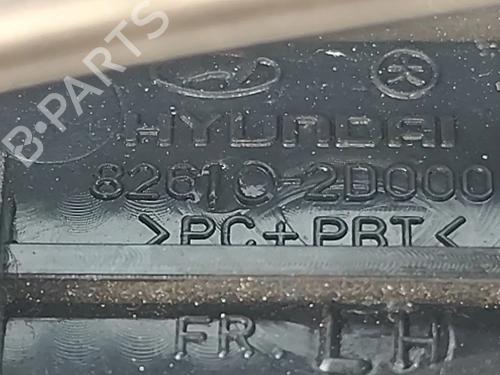 HYUNDAI
82610-2D000
>PC+PBT<
FR. LH
B-PARTS